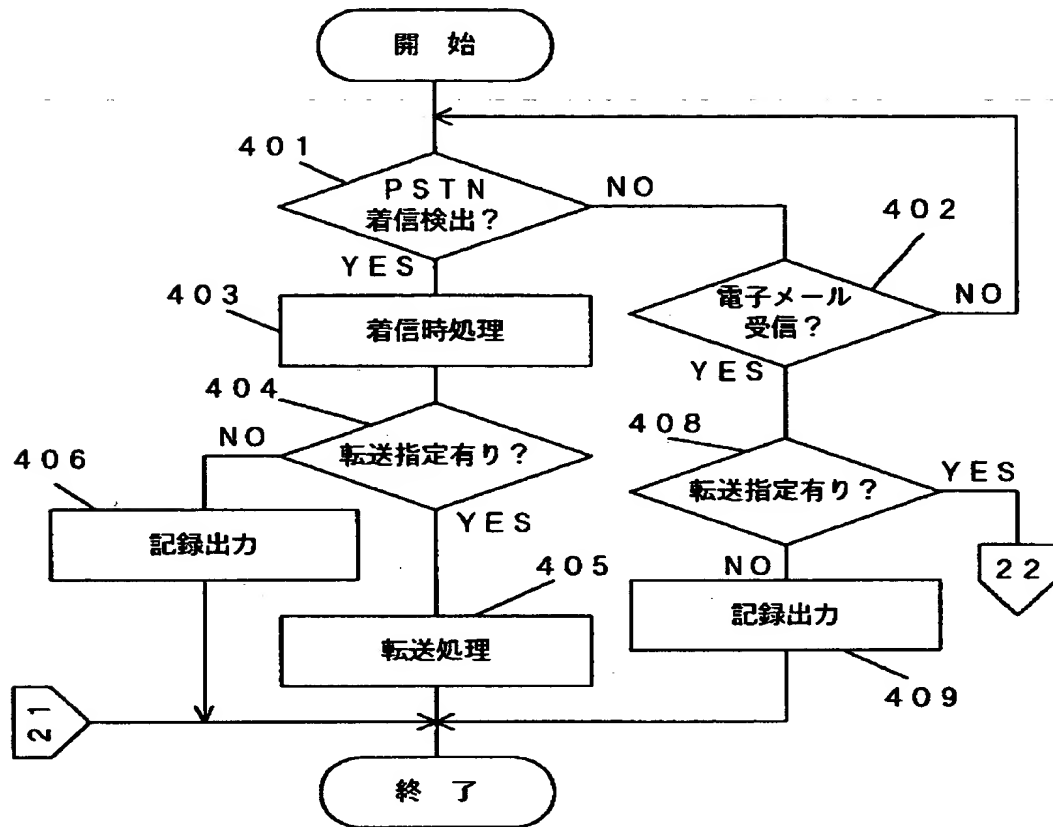 開 始
401
PSTN
着信検出?
NO
YES
402
電子メール
受信?
NO
YES
403
着信時処理
404
転送指定有り?
NO
YES
406
記録出力
405
転送処理
408
転送指定有り?
YES
NO
22
記録出力
409
21
終 了